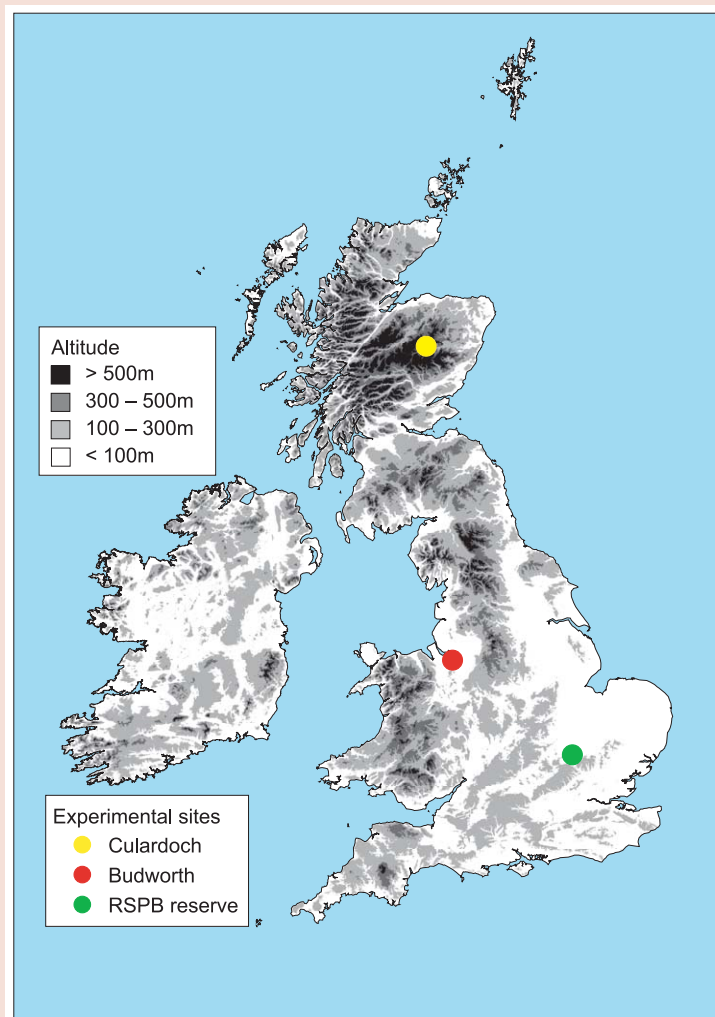 Altitude
> 500m
300 – 500m
100 – 300m
< 100m
Experimental sites
Culardoch
Budworth
RSPB reserve